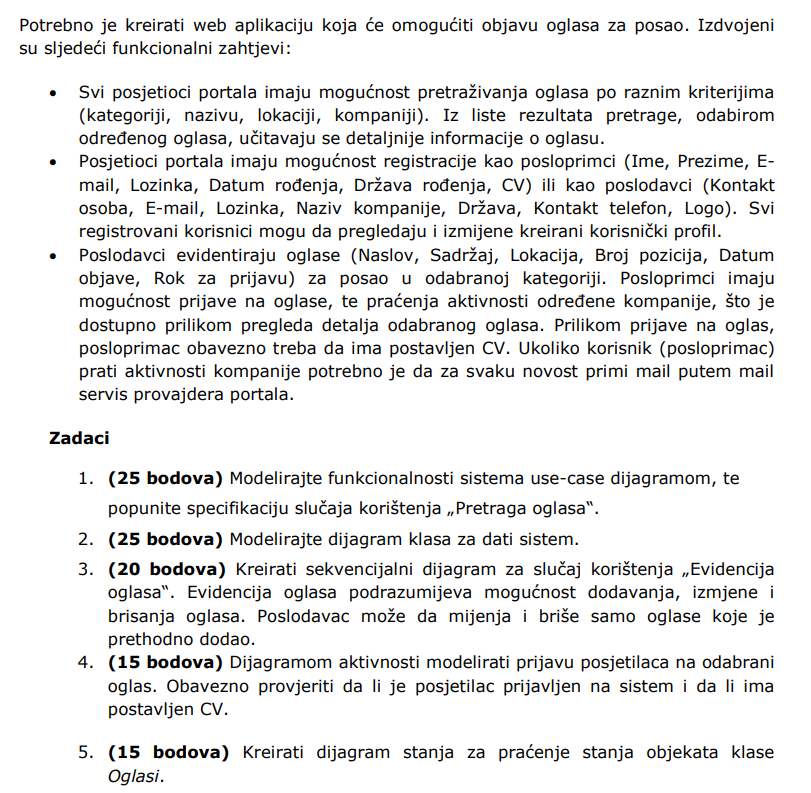 Potrebno je kreirati web aplikaciju koja će omogućiti objavu oglasa za posao. Izdvojeni
su sljedeći funkcionalni zahtjevi:
• Svi posjetioci portala imaju mogućnost pretraživanja oglasa po raznim kriterijima
(kategoriji, nazivu, lokaciji, kompaniji). Iz liste rezultata pretrage, odabirom
određenog oglasa, učitavaju se detaljnije informacije o oglasu.
• Posjetioci portala imaju mogućnost registracije kao posloprimci (Ime, Prezime, E-
mail, Lozinka, Datum rođenja, Država rođenja, CV) ili kao poslodavci (Kontakt
osoba, E-mail, Lozinka, Naziv kompanije, Država, Kontakt telefon, Logo). Svi
registrovani korisnici mogu da pregledaju i izmijene kreirani korisnički profil.
• Poslodavci evidentiraju oglase (Naslov, Sadržaj, Lokacija, Broj pozicija, Datum
objave, Rok za prijavu) za posao u odabranoj kategoriji. Posloprimci imaju
mogućnost prijave na oglase, te praćenja aktivnosti određene kompanije, što je
dostupno prilikom pregleda detalja odabranog oglasa. Prilikom prijave na oglas,
posloprimac obavezno treba da ima postavljen CV. Ukoliko korisnik (posloprimac)
prati aktivnosti kompanije potrebno je da za svaku novost primi mail putem mail
servis provajdera portala.
Zadaci
1. (25 bodova) Modelirajte funkcionalnosti sistema use-case dijagramom, te
popunite specifikaciju slučaja korištenja „Pretraga oglasa‟.
2. (25 bodova) Modelirajte dijagram klasa za dati sistem.
3. (20 bodova) Kreirati sekvencijalni dijagram za slučaj korištenja „Evidencija
oglasa‟. Evidencija oglasa podrazumijeva mogućnost dodavanja, izmjene i
brisanja oglasa. Poslodavac može da mijenja i briše samo oglase koje je
prethodno dodao.
4. (15 bodova) Dijagramom aktivnosti modelirati prijavu posjetilaca na odabrani
oglas. Obavezno provjeriti da li je posjetilac prijavljen na sistem i da li ima
postavljen CV.
5. (15 bodova) Kreirati dijagram stanja za praćenje stanja objekata klase
Oglasi.